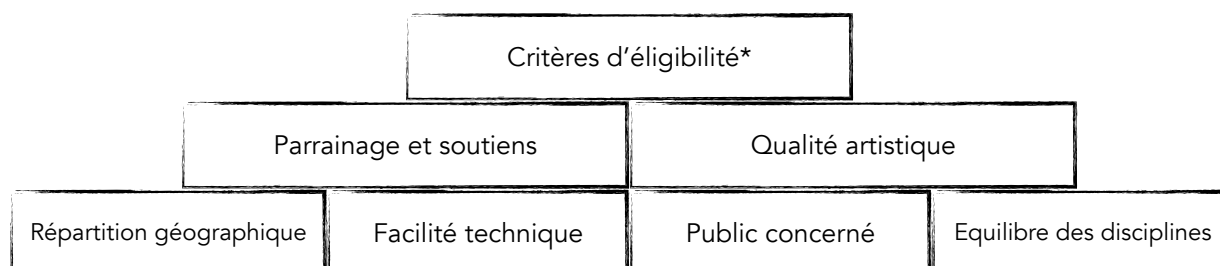 Critères d'éligibilité*
Parrainage et soutiens
Qualité artistique
Répartition géographique
Facilité technique
Public concerné
Equilibre des disciplines